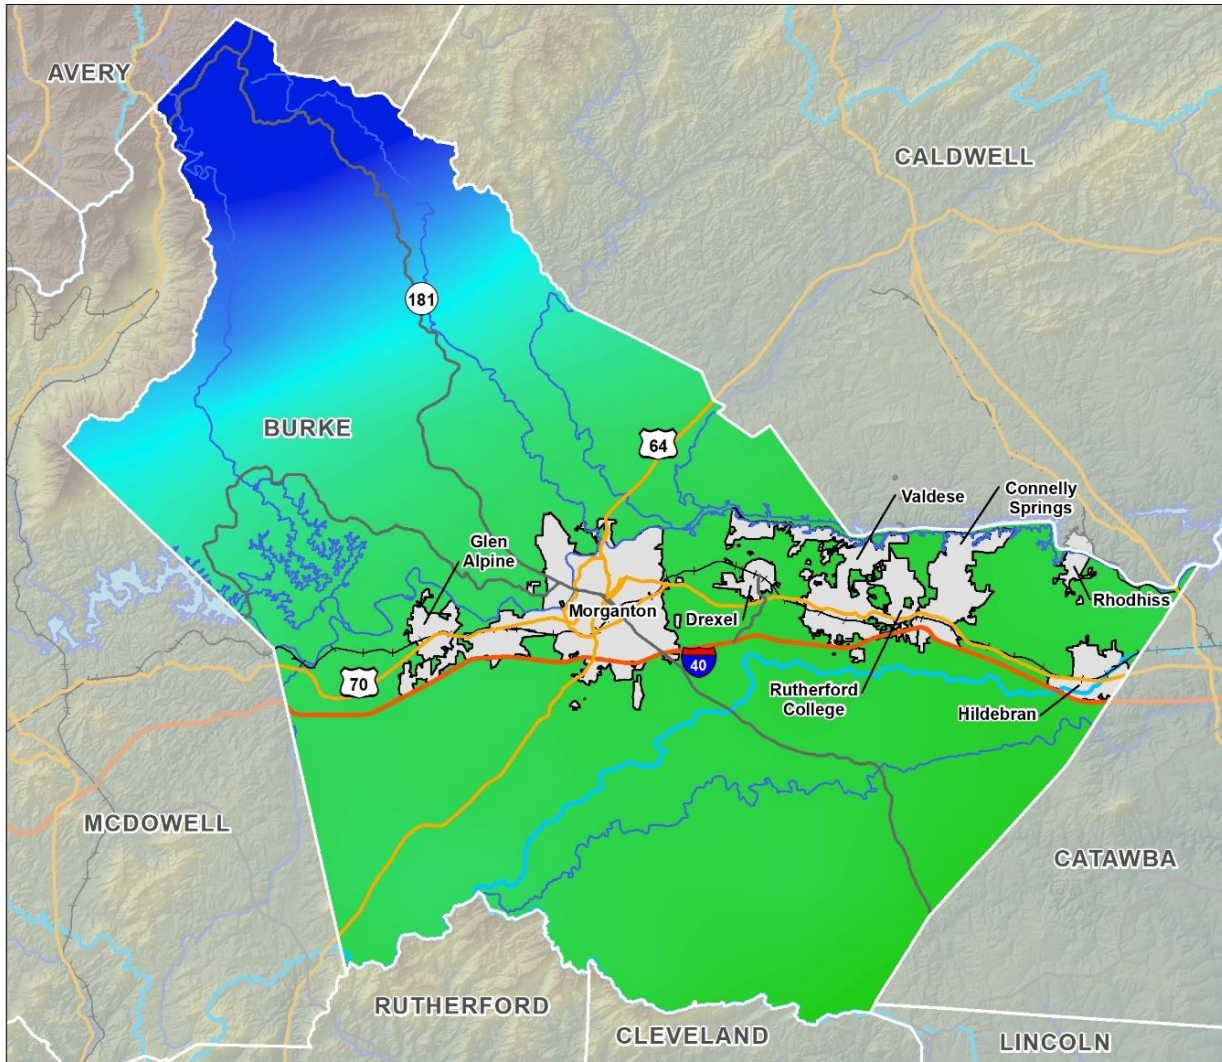 AVERY
CALDWELL
181
BURKE
64
Valdese
Connelly
Springs
Glen
Alpine
Morganton
Drexel
Rhodhiss
40
70
Rutherford
College
Hildebran
MCDOWELL
CATAWBA
RUTHERFORD
CLEVELAND
LINCOLN